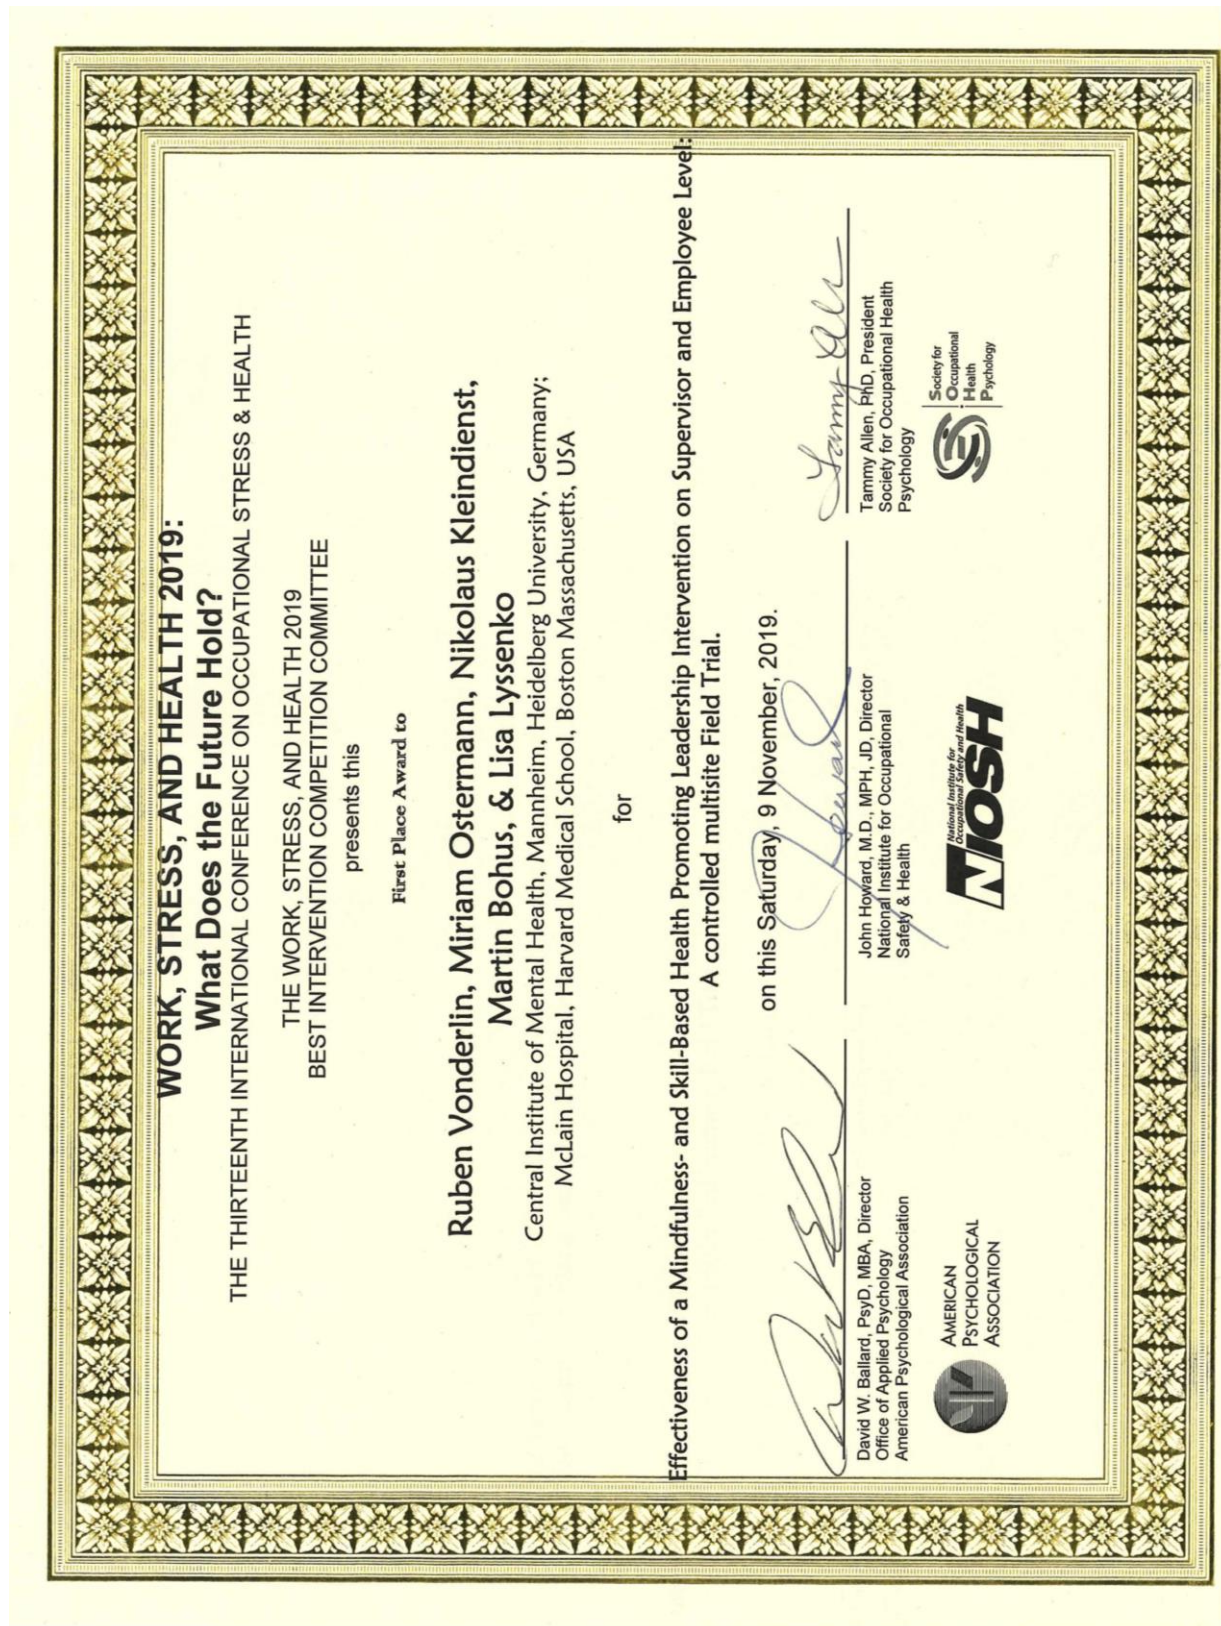 WORK, STRESS, AND HEALTH 2019:
What Does the Future Hold?
THE THIRTEENTH INTERNATIONAL CONFERENCE ON OCCUPATIONAL STRESS & HEALTH
THE WORK, STRESS, AND HEALTH 2019
BEST INTERVENTION COMPETITION COMMITTEE
presents this
First Place Award to
Ruben Vonderlin, Miriam Ostermann, Nikolaus Kleindienst,
Martin Bohus, & Lisa Lyssenko
Central Institute of Mental Health, Mannheim, Heidelberg University, Germany;
McLain Hospital, Harvard Medical School, Boston Massachusetts, USA
for
Effectiveness of a Mindfulness- and Skill-Based Health Promoting Leadership Intervention on Supervisor and Employee Level:
A controlled multisite Field Trial.
on this Saturday, 9 November, 2019.
David W. Ballard, PsyD, MBA, Director
Office of Applied Psychology
American Psychological Association
AMERICAN
PSYCHOLOGICAL
ASSOCIATION
Howard
John Howard, M.D., MPH, JD, Director
National Institute for Occupational
Safety & Health
National Institute for
Occupational Safety and Health
NIOSH
Tammy Allen
Tammy Allen, PhD, President
Society for Occupational Health
Psychology
Society for
Occupational
Health
Psychology